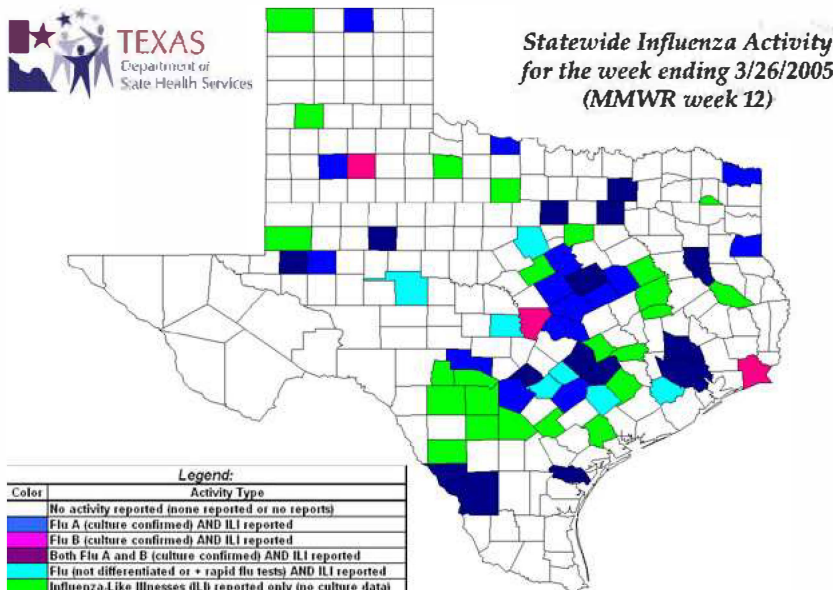 TEXAS
Department of
State Health Services
Statewide Influenza Activity
for the week ending 3/26/2005
(MMWR week 12)
Legend:
Color Activity Type
No activity reported (none reported or no reports)
Flu A (culture confirmed) AND ILI reported
Flu B (culture confirmed) AND ILI reported
Both Flu A and B (culture confirmed) AND ILI reported
Flu (not differentiated or + rapid flu tests) AND ILI reported
Influenza-Like Illnesses (ILI) reported only (no culture data)